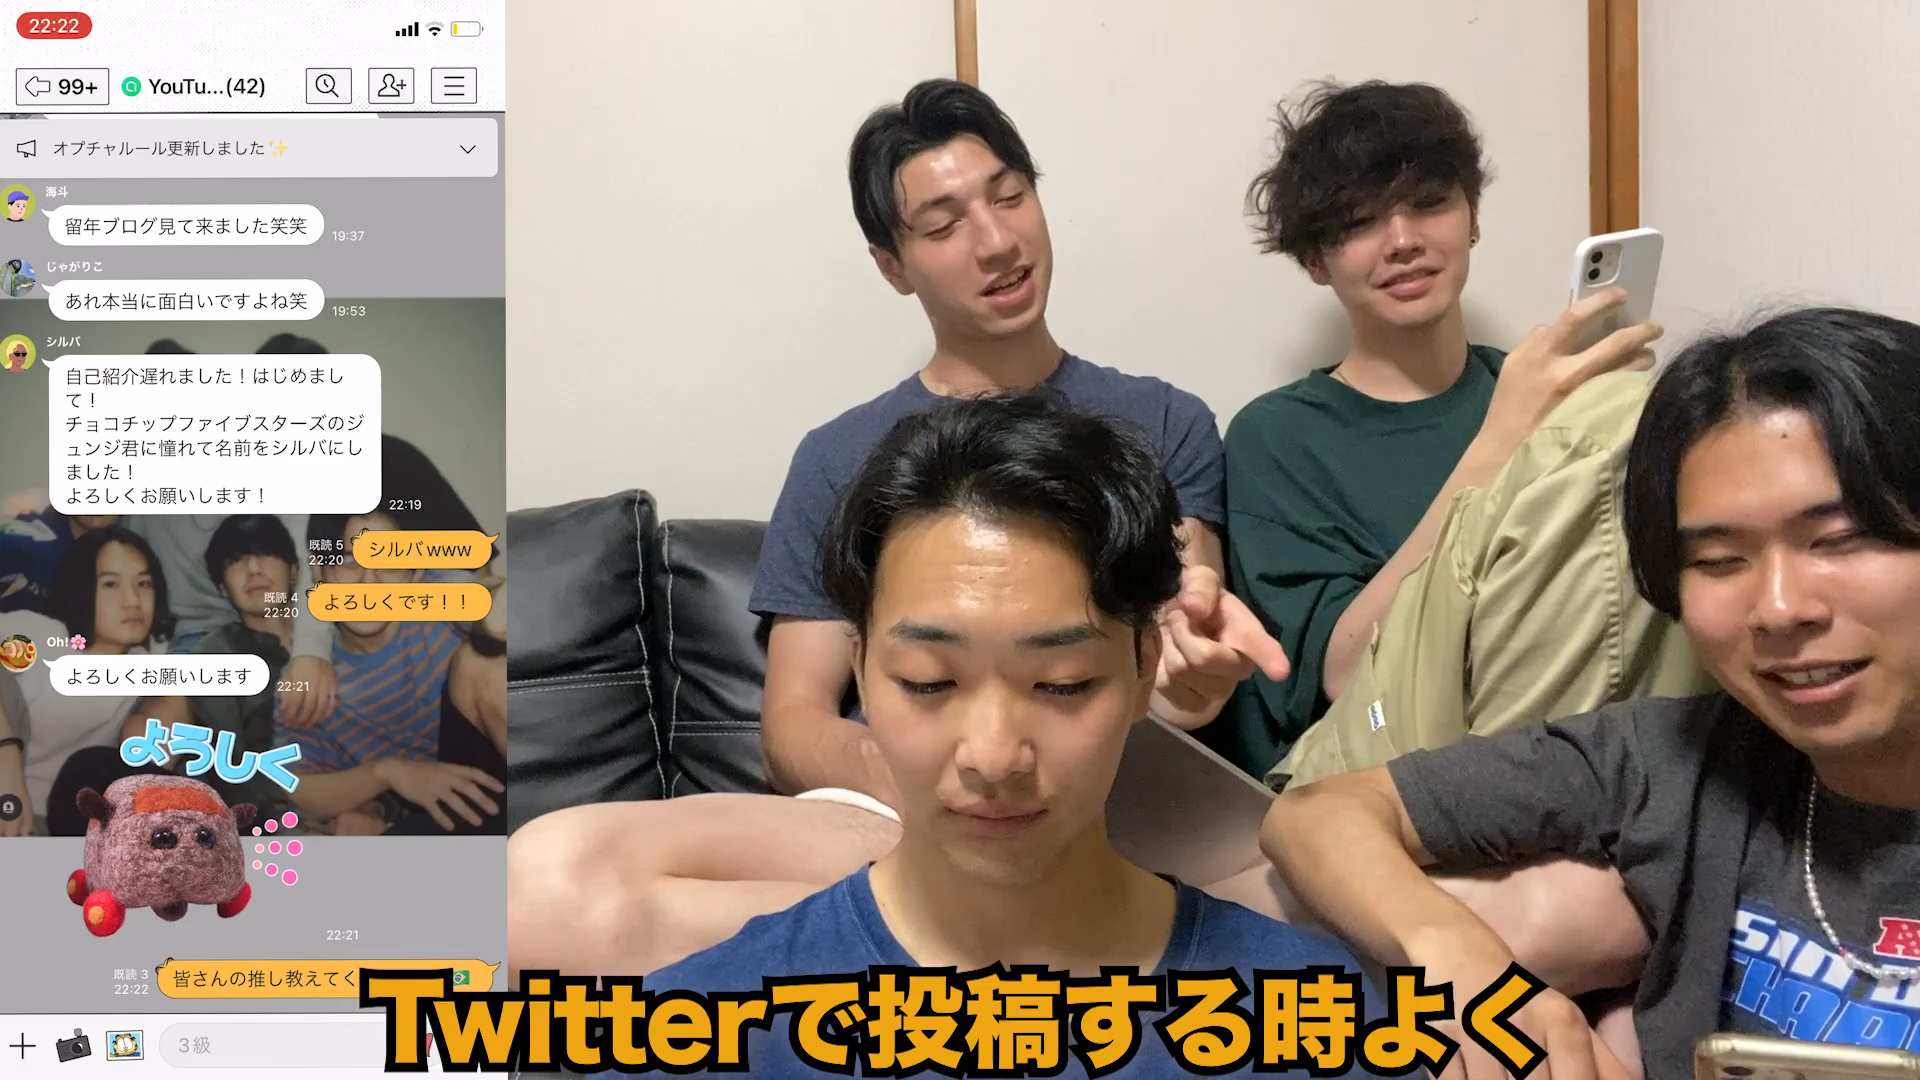 22:22
99+
YouTu...(42)
オプチャルール更新しました✨
海斗
留年ブログ見て来ました笑笑
19:37
じゃがりこ
あれ本当に面白いですよね笑
19:53
シルバ
自己紹介遅れました！はじめまし
て！
チョコチップファイブスターズのジ
ュンジ君に憧れて名前をシルバにし
ました！
よろしくお願いします！
22:19
既読 5
22:20
シルバwww
既読 4
22:20
よろしくです！！
Oh!🌸
よろしくお願いします
22:21
よろしく
22:21
既読 3
22:22
皆さんの推し教えてく
3級
Twitterで投稿する時よく